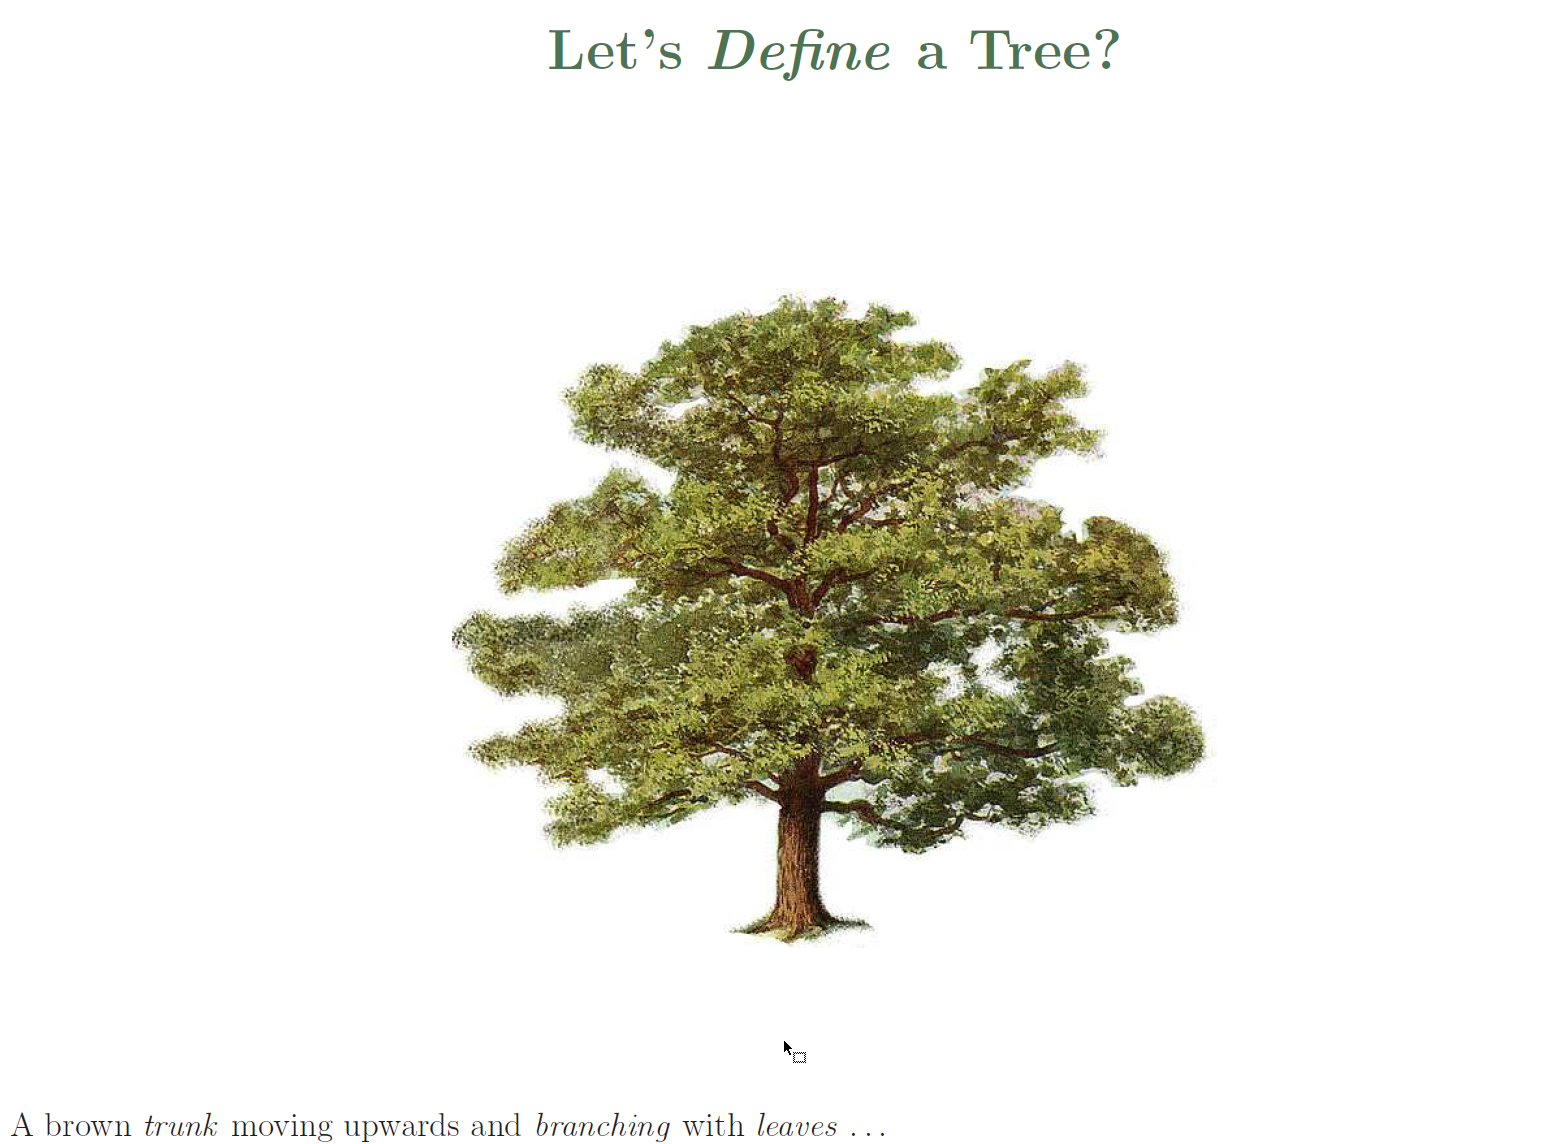 Let's Define a Tree?
A brown trunk moving upwards and branching with leaves ...